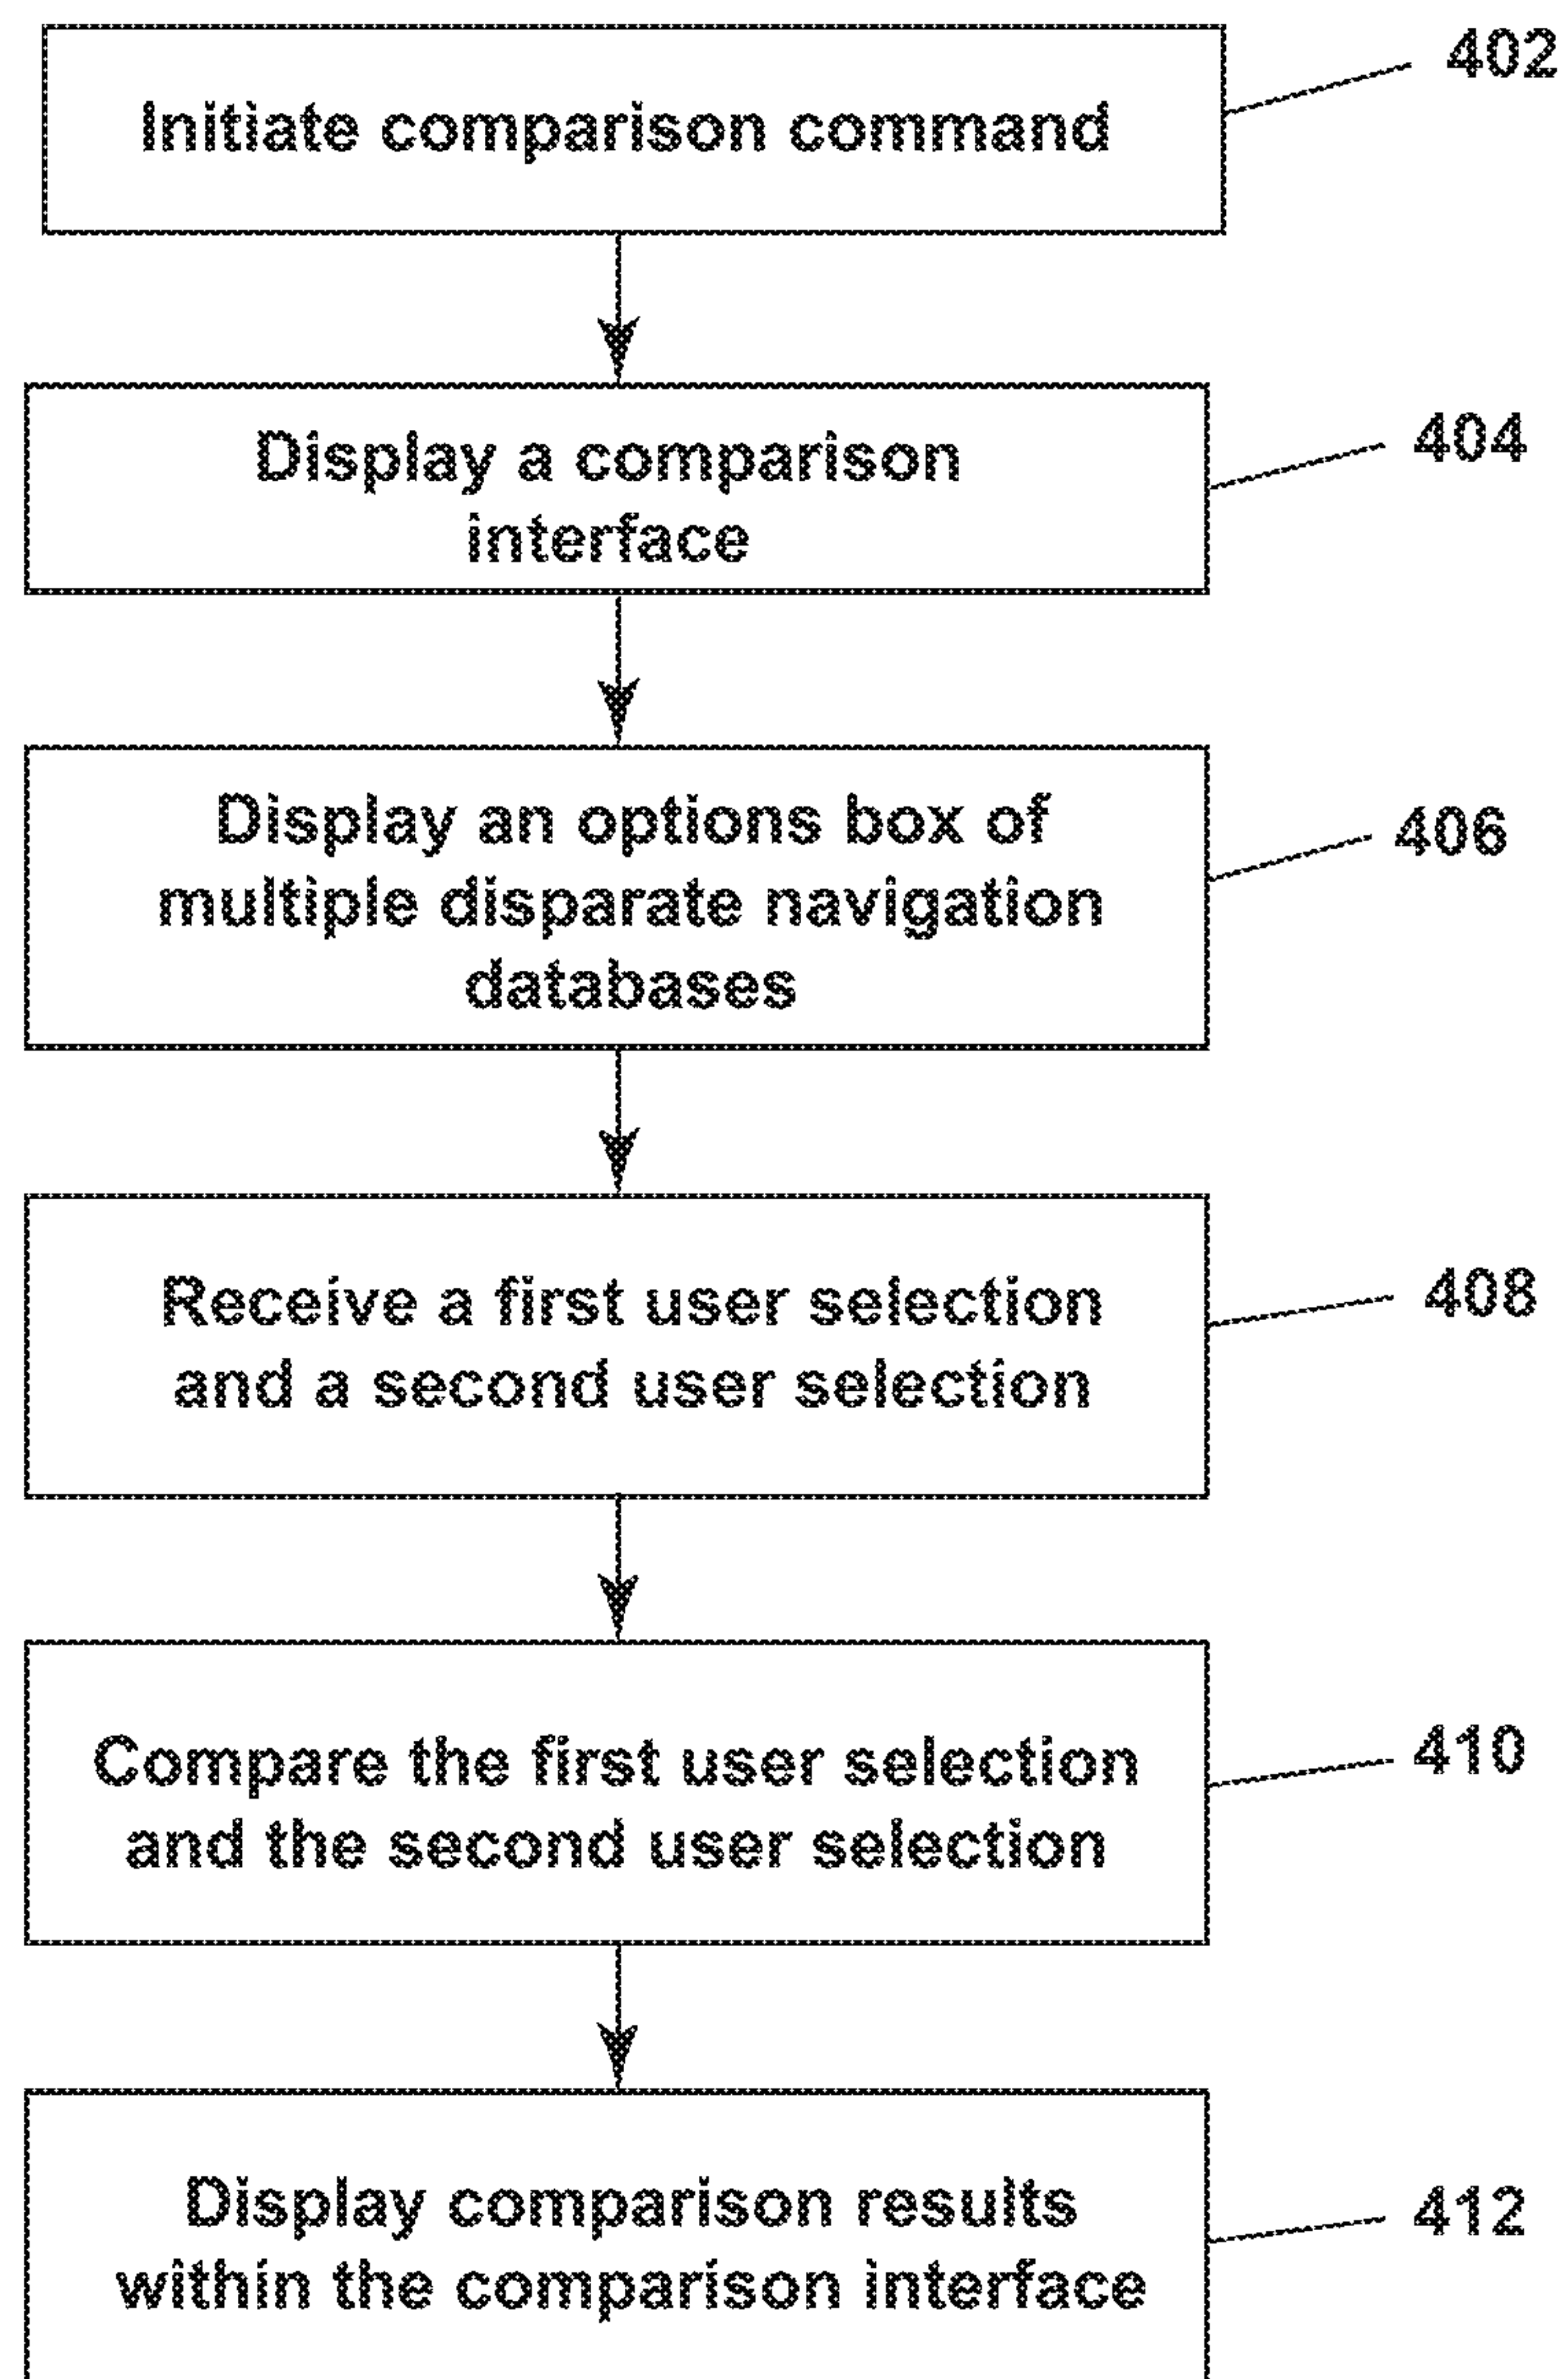 Initiate comparison command
402
Display a comparison
interface
404
Display an options box of
multiple disparate navigation
databases
406
Receive a first user selection
and a second user selection
408
Compare the first user selection
and the second user selection
410
Display comparison results
within the comparison interface
412